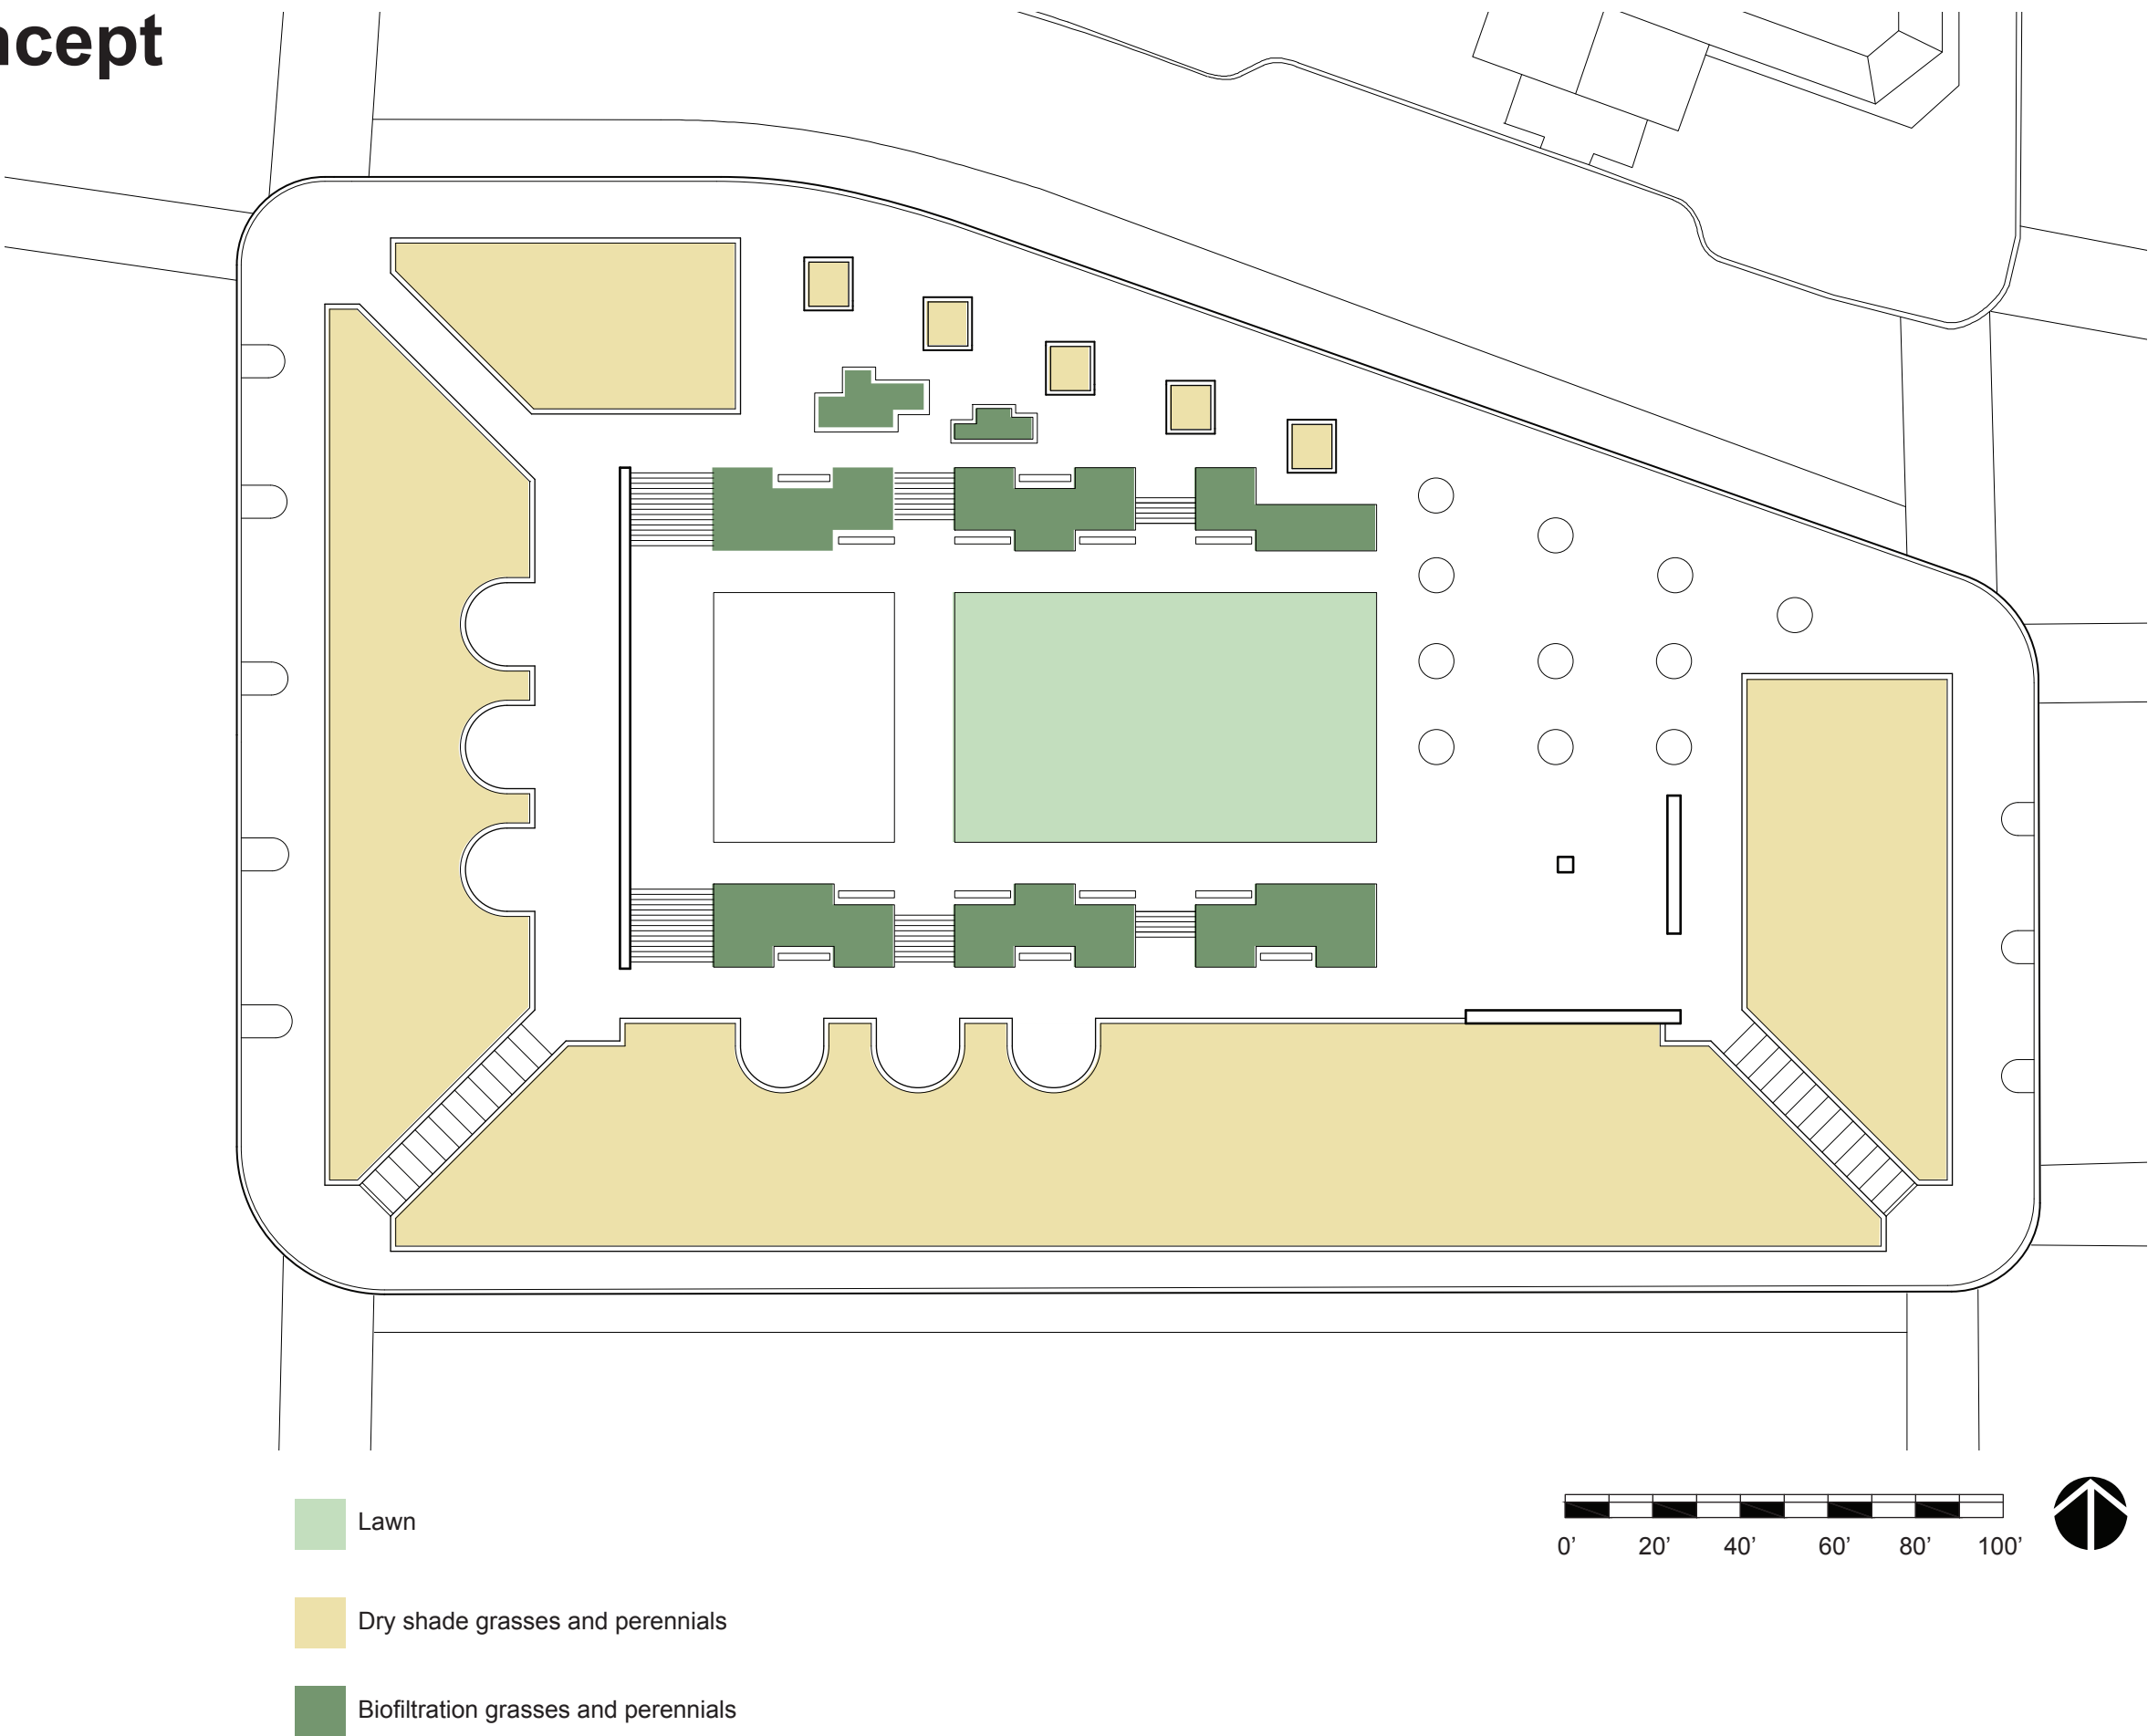 ncept
0’ 20’ 40’ 60’ 80’ 100’
Lawn
Dry shade grasses and perennials
Biofiltration grasses and perennials